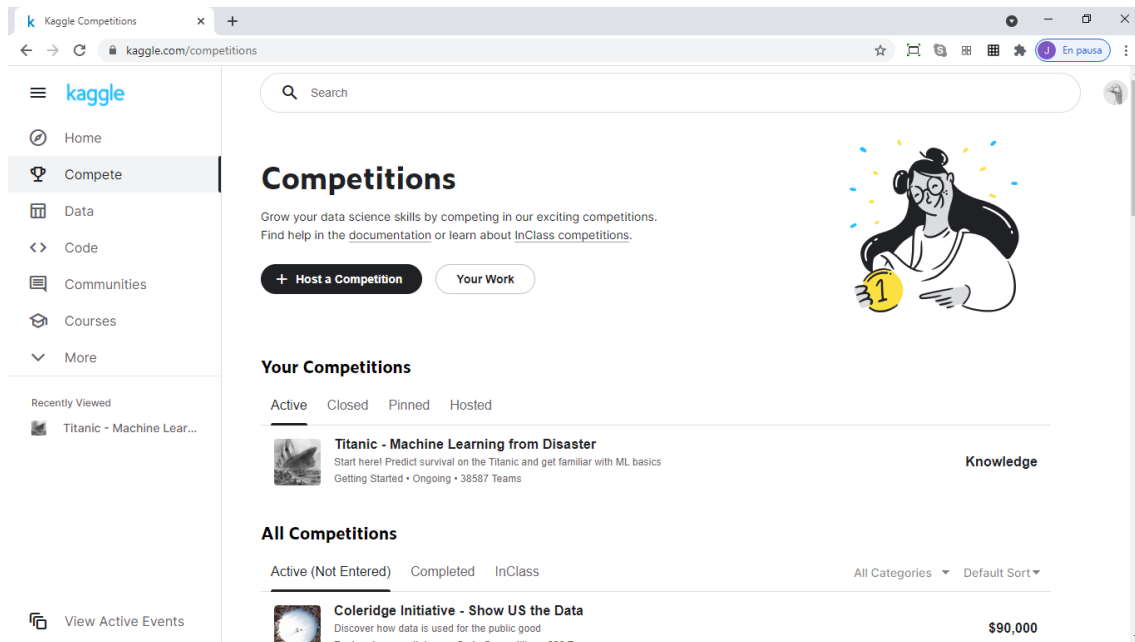 Kaggle Competitions
kaggle.com/competitions
J En pausa
kaggle
Search
Home
Compete
Data
Code
Communities
Courses
More
Recently Viewed
Titanic - Machine Lear...
View Active Events
Competitions
Grow your data science skills by competing in our exciting competitions.
Find help in the documentation or learn about InClass competitions.
+ Host a Competition Your Work
1
Your Competitions
Active Closed Pinned Hosted
Titanic - Machine Learning from Disaster
Start here! Predict survival on the Titanic and get familiar with ML basics
Getting Started • Ongoing • 38587 Teams
Knowledge
All Competitions
Active (Not Entered) Completed InClass
All Categories Default Sort
Coleridge Initiative - Show US the Data
Discover how data is used for the public good
$90,000